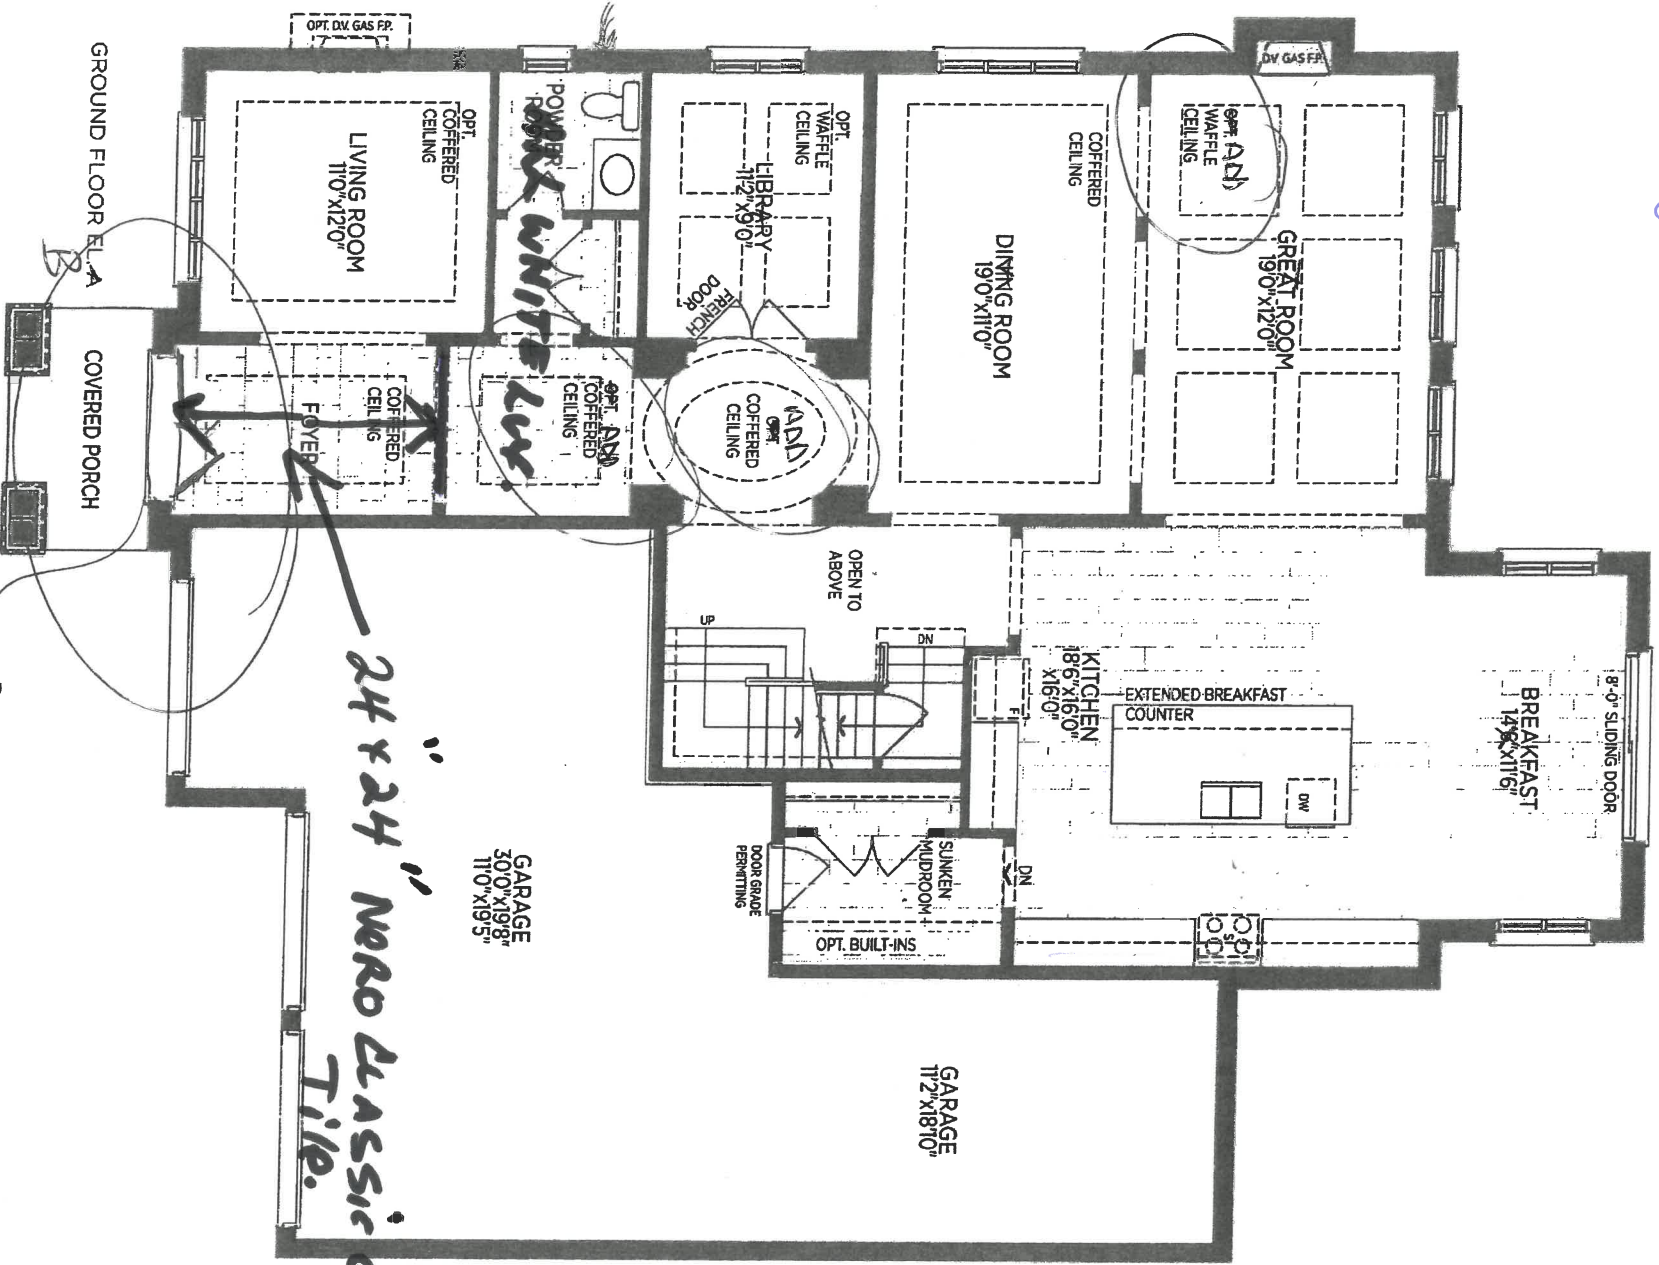 OPT. D.V. GAS F.P.
D.V. GAS F.P.
GROUND FLOOR EL. A
B
OPT.
COFFERED
CEILING
LIVING ROOM
11'0"x12'0"
POWDER
ROOM
OPT.
WAFFLE
CEILING
LIBRARY
11'2"x9'0"
FRENCH
DOOR
COFFERED
CEILING
DINING ROOM
19'0"x11'0"
OPT. ADD
WAFFLE
CEILING
GREAT ROOM
19'0"x12'0"
COVERED PORCH
COFFERED
CEILING
FOYER
OPT. ADD
COFFERED
CEILING
ADD
OPT.
COFFERED
CEILING
WHITE LUX.
OPEN TO
ABOVE
UP
DN
KITCHEN
18'6"x16'0"
x16'0"
F
EXTENDED BREAKFAST
COUNTER
DW
BREAKFAST
x11'6"
8'-0" SLIDING DOOR
S
DN
SUNKEN
MUDROOM
DOOR GRADE
PERMITTING
OPT. BUILT-INS
GARAGE
30'0"x19'8"
11'0"x19'5"
GARAGE
11'2"x18'10"
24x24" NERO CLASSIC
Tile.